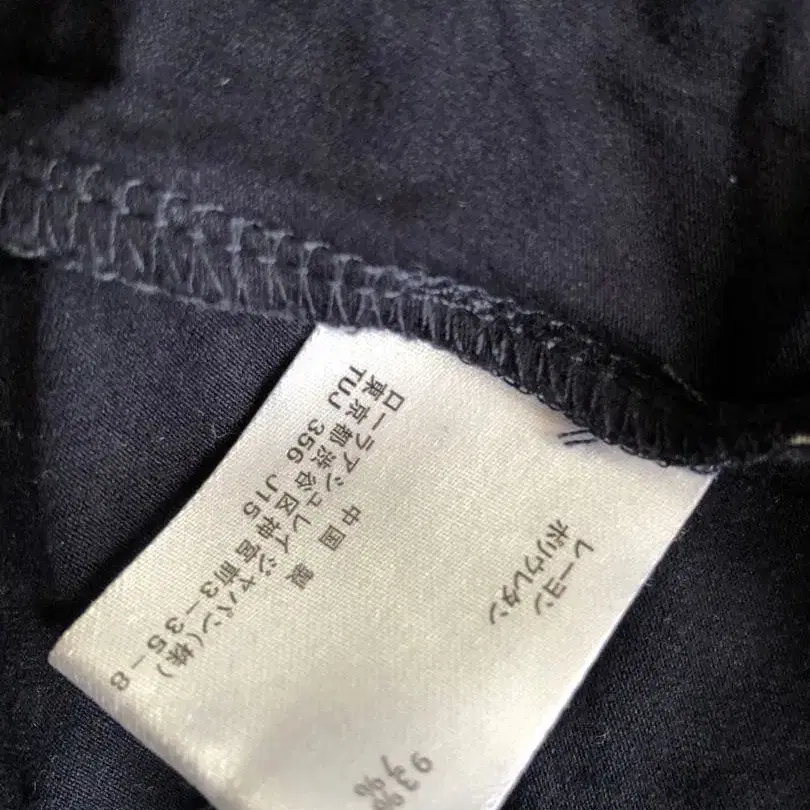 レーヨン 93%
ポリウレタン 7%
中国製
ローラアシュレイジャパン(株)
東京都渋谷区神宮前3-35-8
TUJ 356 J15